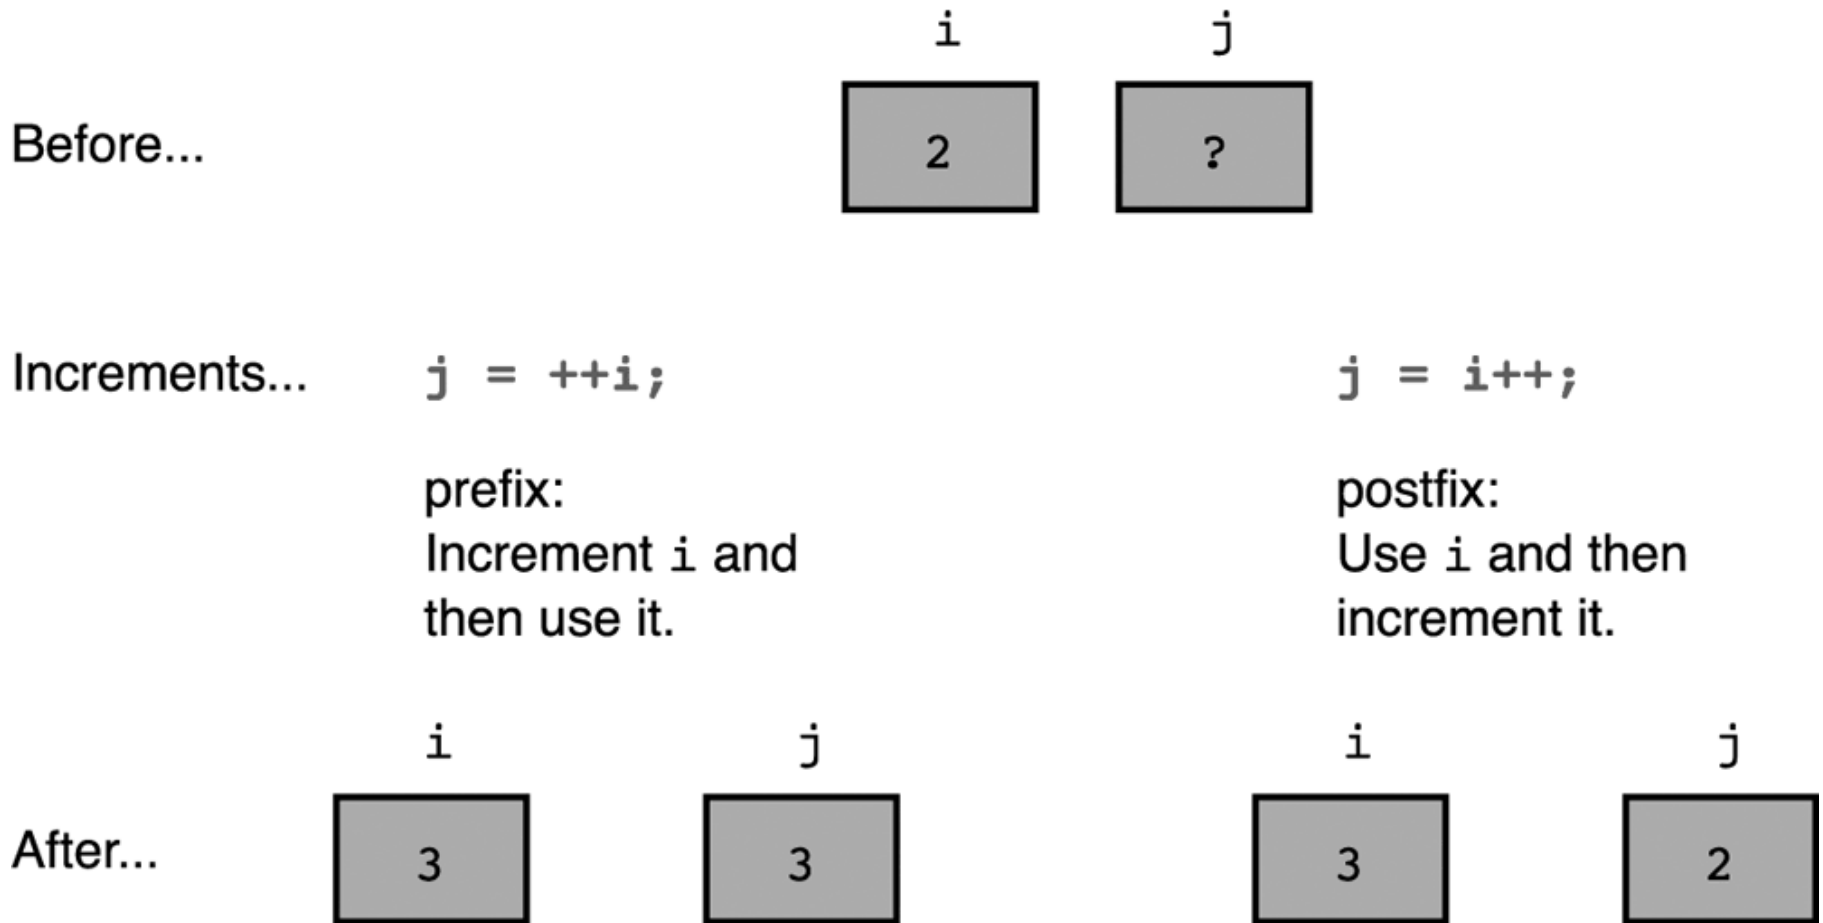 i j
Before... 2 ?
Increments... j = ++i; j = i++;
prefix: postfix:
Increment i and Use i and then
then use it. increment it.
i j i j
After... 3 3 3 2